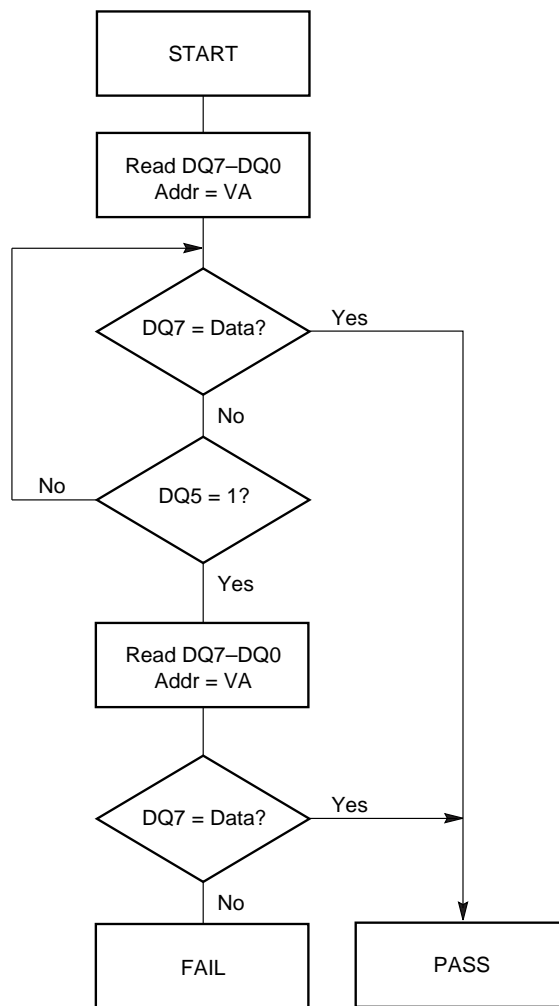 START
Read DQ7–DQ0
Addr = VA
DQ7 = Data?
Yes
No
No
DQ5 = 1?
Yes
Read DQ7–DQ0
Addr = VA
DQ7 = Data?
Yes
No
FAIL
PASS